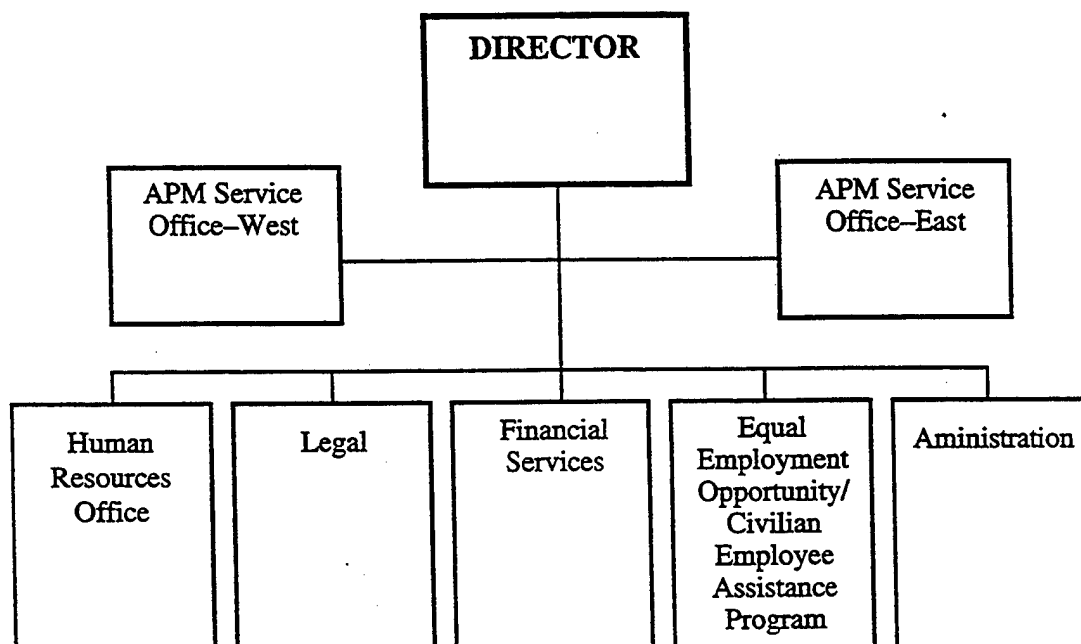 DIRECTOR
APM Service
Office–West
APM Service
Office–East
Human
Resources
Office
Legal
Financial
Services
Equal
Employment
Opportunity/
Civilian
Employee
Assistance
Program
Aministration